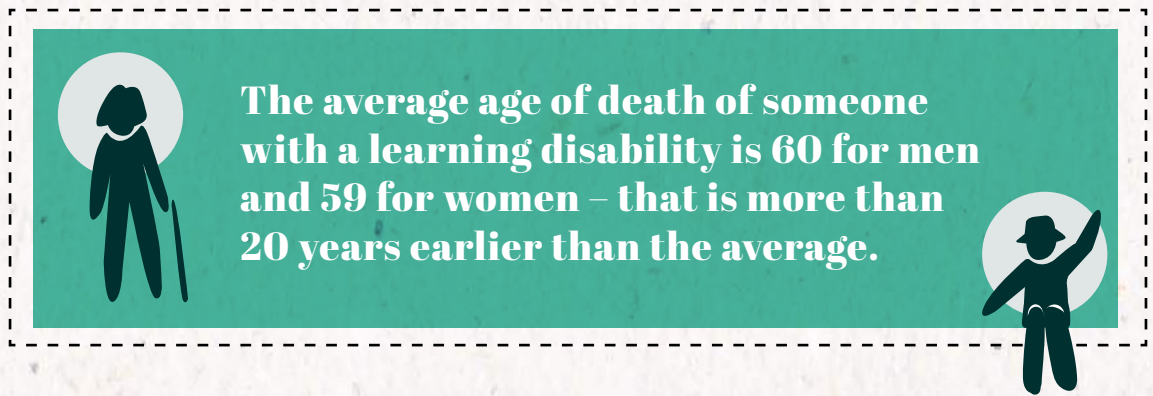 The average age of death of someone
with a learning disability is 60 for men
and 59 for women – that is more than
20 years earlier than the average.